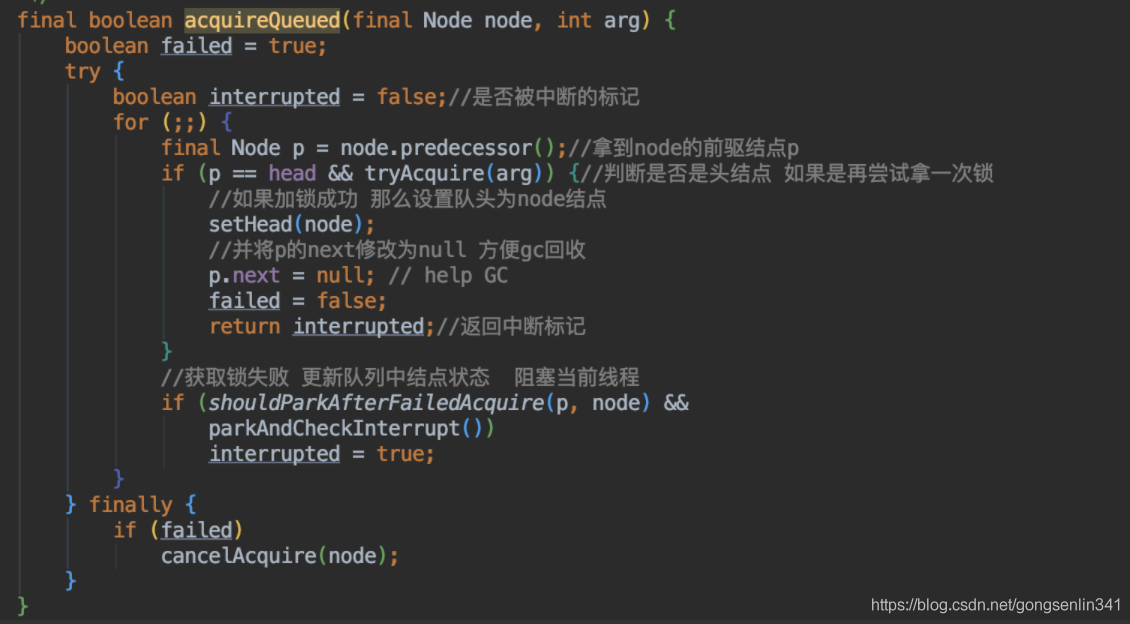 final boolean acquireQueued(final Node node, int arg) {
    boolean failed = true;
    try {
        boolean interrupted = false;//是否被中断的标记
        for (;;) {
            final Node p = node.predecessor();//拿到node的前驱结点p
            if (p == head && tryAcquire(arg)) {//判断是否是头结点 如果是再尝试拿一次锁
                //如果加锁成功 那么设置队头为node结点
                setHead(node);
                //并将p的next修改为null 方便gc回收
                p.next = null; // help GC
                failed = false;
                return interrupted;//返回中断标记
            }
            //获取锁失败 更新队列中结点状态  阻塞当前线程
            if (shouldParkAfterFailedAcquire(p, node) &&
                parkAndCheckInterrupt())
                interrupted = true;
        }
    } finally {
        if (failed)
            cancelAcquire(node);
    }
}
https://blog.csdn.net/gongsenlin341